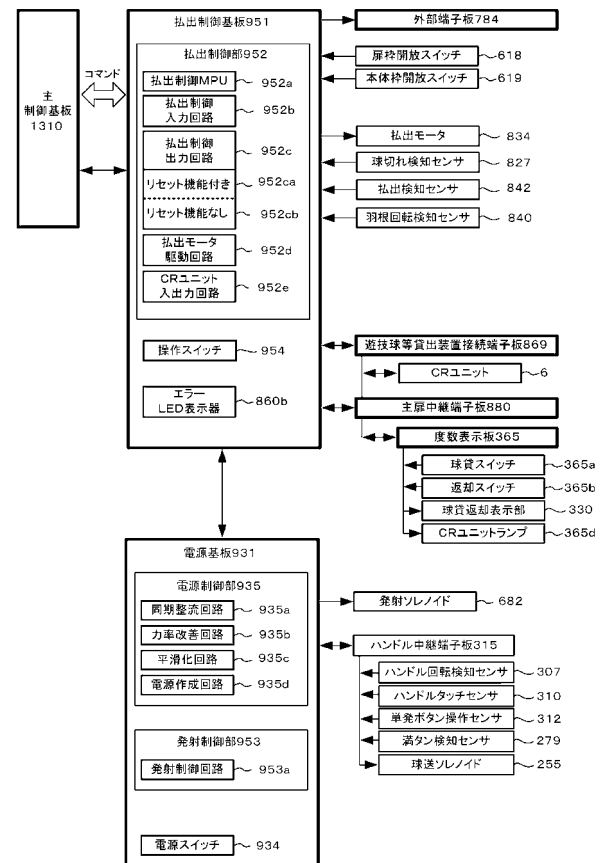 主
制御基板
1310
コマンド
払出制御基板951
払出制御部952
払出制御MPU 952a
払出制御
入力回路 952b
払出制御
出力回路 952c
リセット機能付き 952ca
リセット機能なし 952cb
払出モータ
駆動回路 952d
CRユニット
入出力回路 952e
操作スイッチ 954
エラー
LED表示器 860b
外部端子板784
扉枠開放スイッチ 618
本体枠開放スイッチ 619
払出モータ 834
球切れ検知センサ 827
払出検知センサ 842
羽根回転検知センサ 840
遊技球等貸出装置接続端子板869
CRユニット 6
主扉中継端子板880
度数表示板365
球貸スイッチ 365a
返却スイッチ 365b
球貸返却表示部 330
CRユニットランプ 365d
電源基板931
電源制御部935
同期整流回路 935a
力率改善回路 935b
平滑化回路 935c
電源作成回路 935d
発射制御部953
発射制御回路 953a
電源スイッチ 934
発射ソレノイド 682
ハンドル中継端子板315
ハンドル回転検知センサ 307
ハンドルタッチセンサ 310
単発ボタン操作センサ 312
満タン検知センサ 279
球送ソレノイド 255